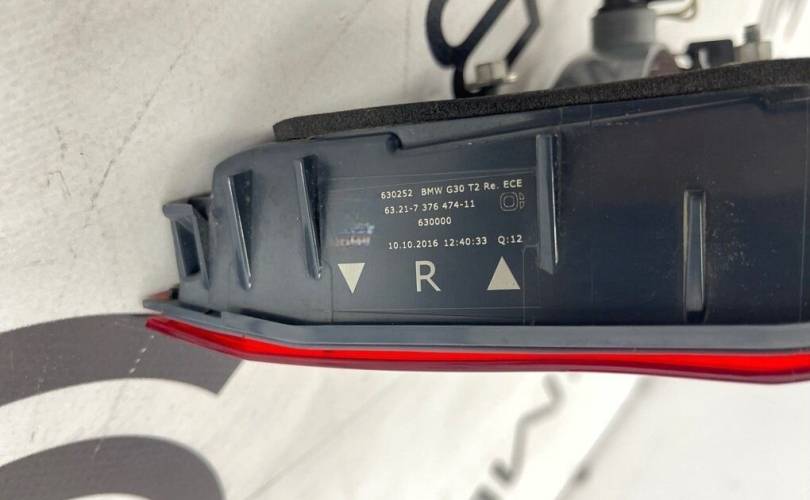 630252 BMW G30 T2 Re. ECE
63.21-7 376 474-11
630000
10.10.2016 12:40:33 Q:12
R